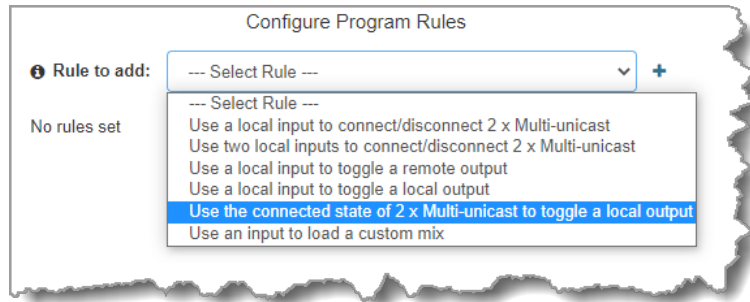 Configure Program Rules
Rule to add:
--- Select Rule ---
--- Select Rule ---
No rules set
Use a local input to connect/disconnect 2 x Multi-unicast
Use two local inputs to connect/disconnect 2 x Multi-unicast
Use a local input to toggle a remote output
Use a local input to toggle a local output
Use the connected state of 2 x Multi-unicast to toggle a local output
Use an input to load a custom mix